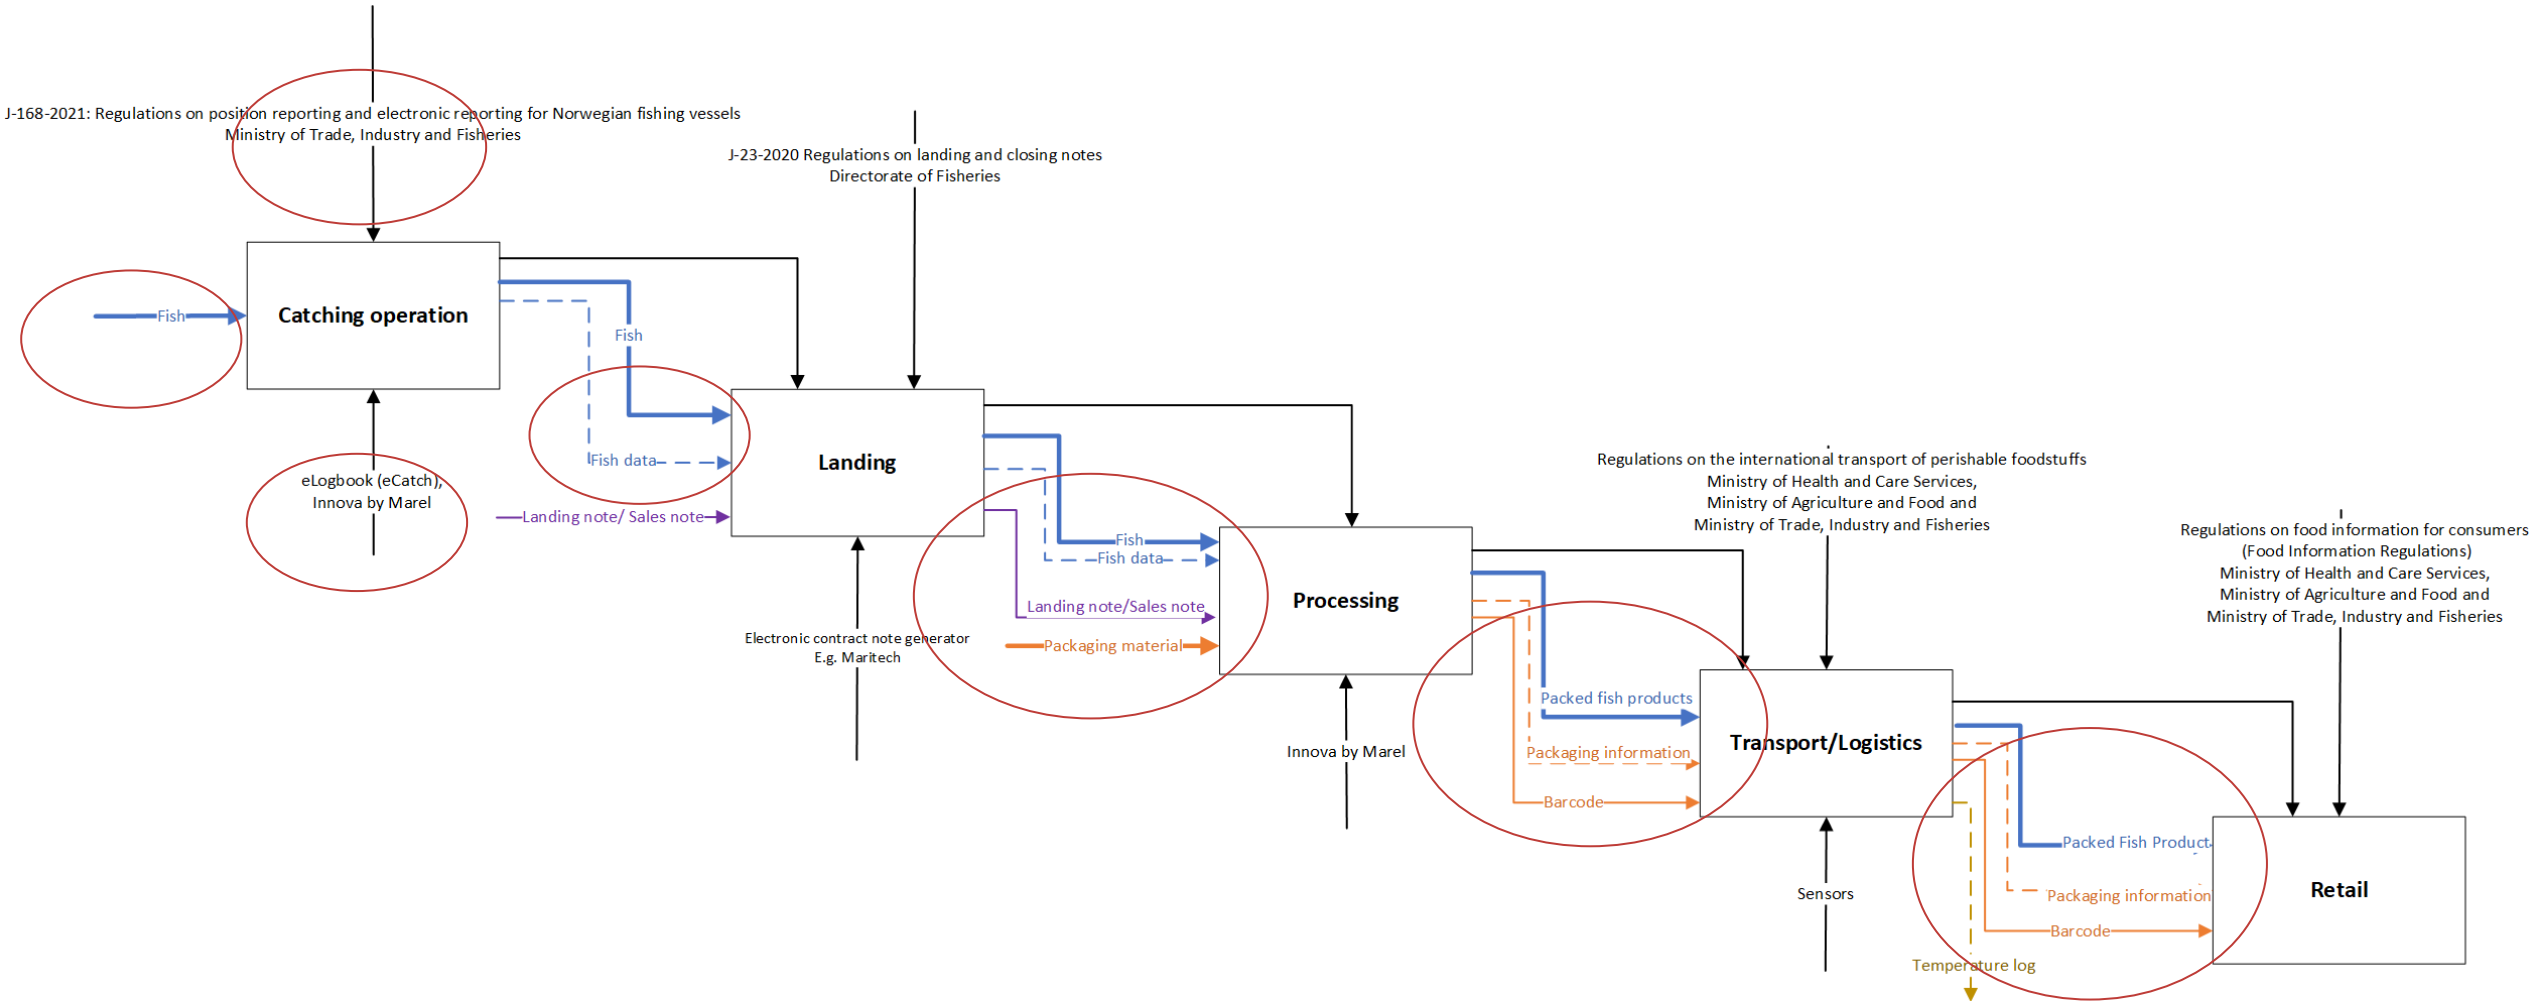 J-168-2021: Regulations on position reporting and electronic reporting for Norwegian fishing vessels
Ministry of Trade, Industry and Fisheries
J-23-2020 Regulations on landing and closing notes
Directorate of Fisheries
Fish
Catching operation
Fish
Fish data
eLogbook (eCatch),
Innova by Marel
Landing note/ Sales note
Landing
Electronic contract note generator
E.g. Maritech
Fish
Fish data
Landing note/Sales note
Packaging material
Processing
Innova by Marel
Regulations on the international transport of perishable foodstuffs
Ministry of Health and Care Services,
Ministry of Agriculture and Food and
Ministry of Trade, Industry and Fisheries
Packed fish products
Packaging information
Barcode
Transport/Logistics
Sensors
Regulations on food information for consumers
(Food Information Regulations)
Ministry of Health and Care Services,
Ministry of Agriculture and Food and
Ministry of Trade, Industry and Fisheries
Packed Fish Product
Packaging information
Barcode
Temperature log
Retail